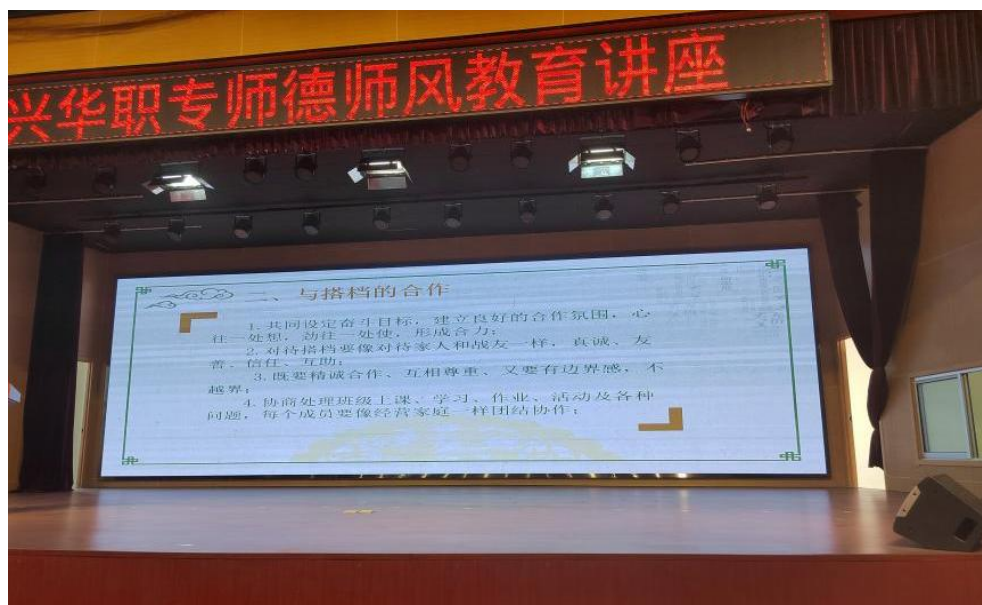 兴华职专师德师风教育讲座
二、与搭档的合作
1.共同设定奋斗目标，建立良好的合作氛围，心
往一处想，劲往一处使，形成合力；
2.对待搭档要像对待家人和战友一样，真诚、友
善、信任、互助；
3.既要精诚合作、互相尊重、又要有边界感，不
越界；
4.协商处理班级上课、学习、作业、活动及各种
问题，每个成员要像经营家庭一样团结协作；